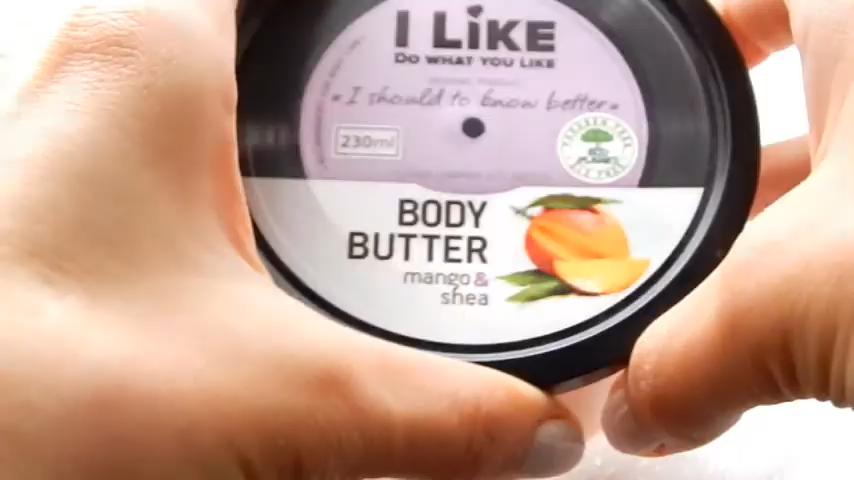 I LIKE
DO WHAT YOU LIKE
I should to know better
230ml
BODY
BUTTER
mango &
shea